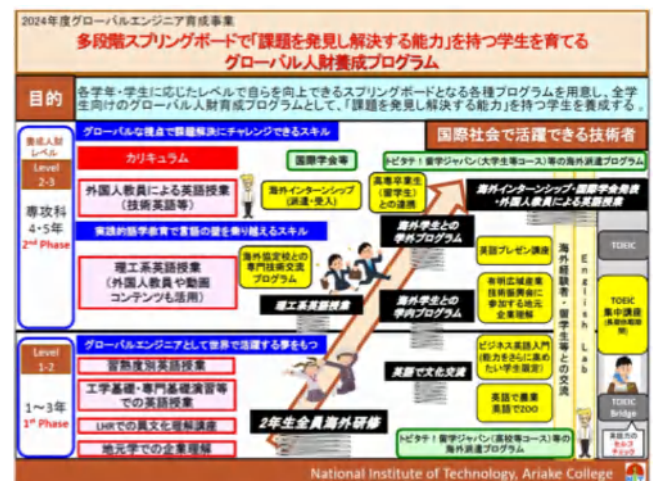 2024年度グローバルエンジニア育成事業
多段階スプリングボードで「課題を発見し解決する能力」を持つ学生を育てる
グローバル人財養成プログラム
目的
各学年・学生に応じたレベルで自らを向上できるスプリングボードとなる各種プログラムを用意し、全学
生向けのグローバル人財育成プログラムとして、「課題を発見し解決する能力」を持つ学生を養成する。
養成人財
レベル
Level
2-3
専攻科
4・5年
2nd Phase
グローバルな視点で課題解決にチャレンジできるスキル
国際社会で活躍できる技術者
カリキュラム
国際学会等
トビタテ!留学ジャパン(大学生等コース)等の海外派遣プログラム
外国人教員による英語授業
(技術英語等)
海外インターンシップ
(派遣・受入)
高専卒業生
(留学生)
との連携
海外インターンシップ・国際学会発表
・外国人教員による英語授業
実践的語学教育で言語の壁を乗り越えるスキル
海外学生との
学外プログラム
理工系英語授業
(外国人教員や動画
コンテンツも活用)
海外協定校との
専門技術交流
プログラム
理工系英語授業
海外学生との
学内プログラム
英語プレゼン講座
有明広域産業
技術振興会に
参加する地元
企業理解
海外経験者・留学生等との交流
English Lab
TOEIC
TOEIC
集中講座
Level
1-2
1~3年
1st Phase
グローバルエンジニアとして世界で活躍する夢をもつ
習熟度別英語授業
工学基礎・専門基礎演習等
での英語授業
LHRでの異文化理解講座
地元学での企業理解
2年生全員海外研修
英語で文化交流
ビジネス英語入門
(能力をさらに高め
たい学生限定)
英語で農業
英語でZOO
トビタテ!留学ジャパン(高校等コース)等の
海外派遣プログラム
TOEIC
Bridge
英語力の
セルフ
チェック
National Institute of Technology, Ariake College